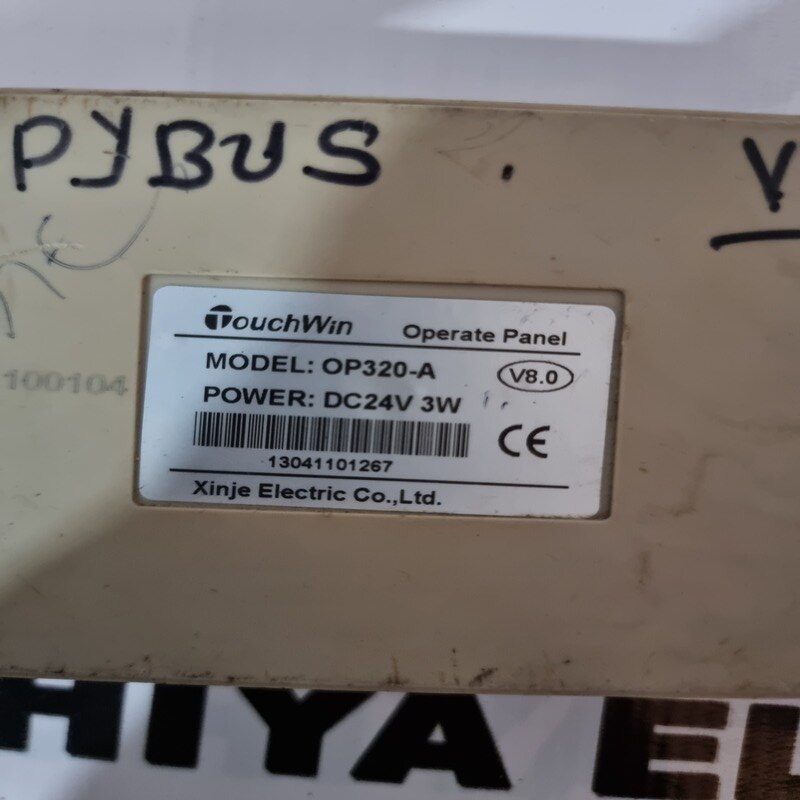 PYBUS
V
TouchWin Operate Panel
MODEL: OP320-A V8.0
POWER: DC24V 3W
CE
13041101267
Xinje Electric Co.,Ltd.
100104
HIYA EL